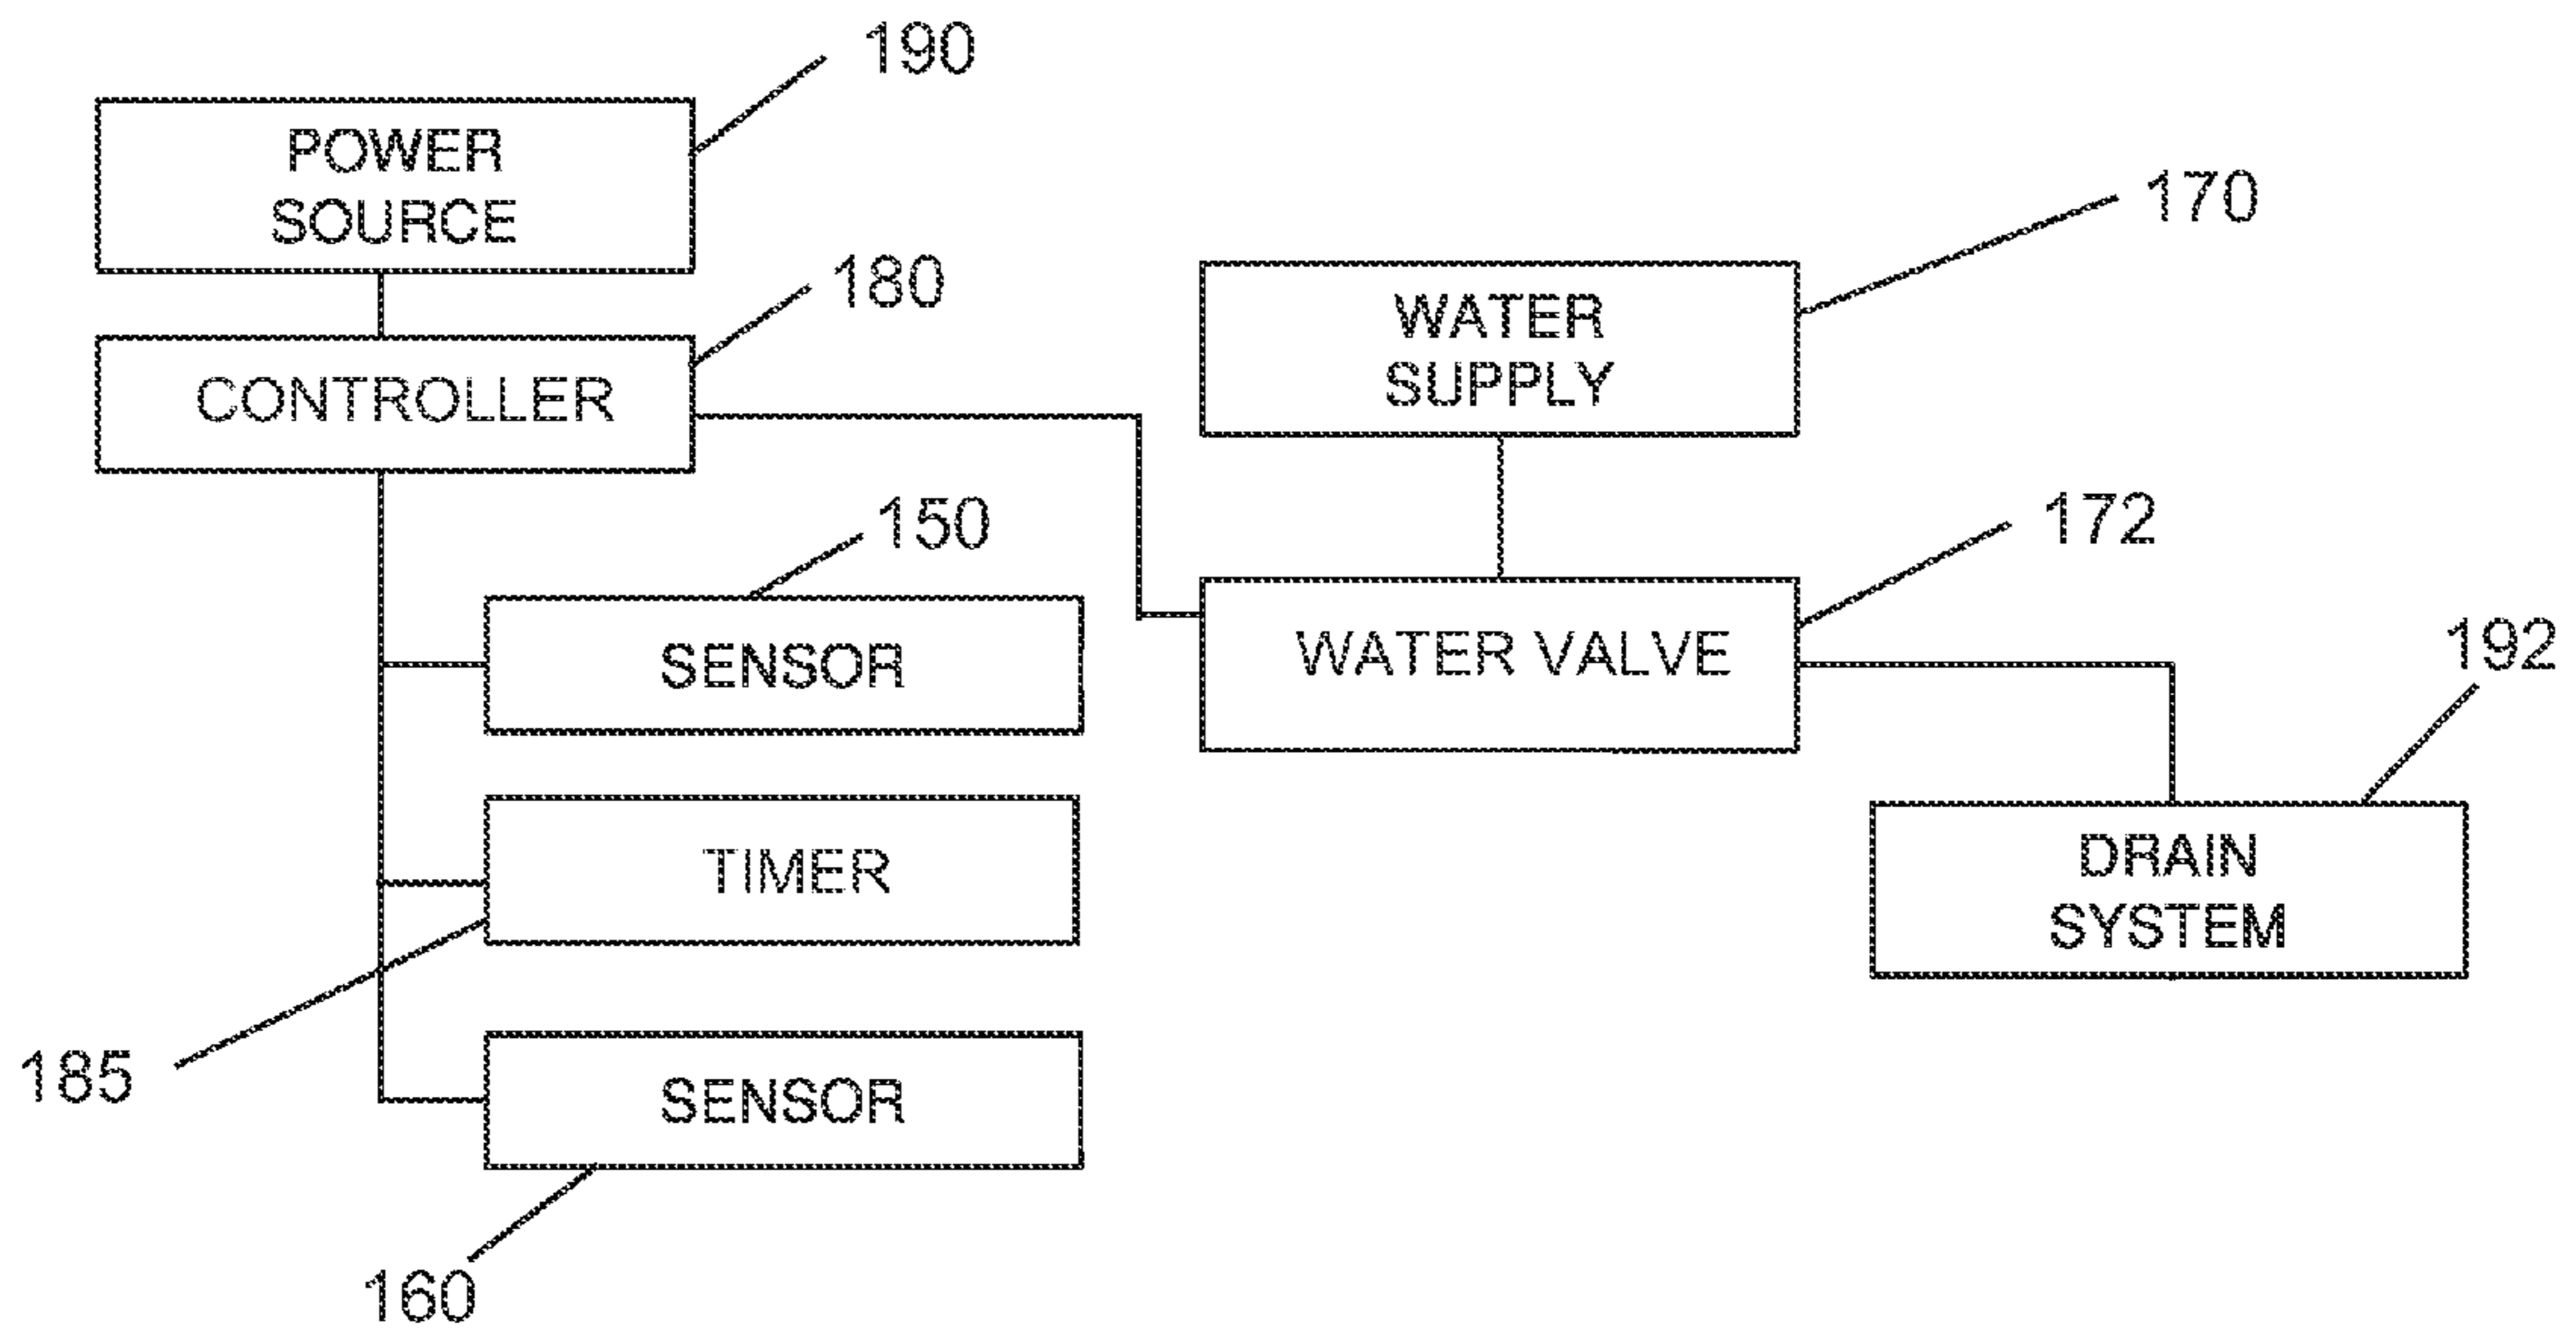 190
POWER
SOURCE
170
180
WATER
SUPPLY
CONTROLLER
150
172
SENSOR
WATER VALVE
192
TIMER
DRAIN
SYSTEM
185
SENSOR
160